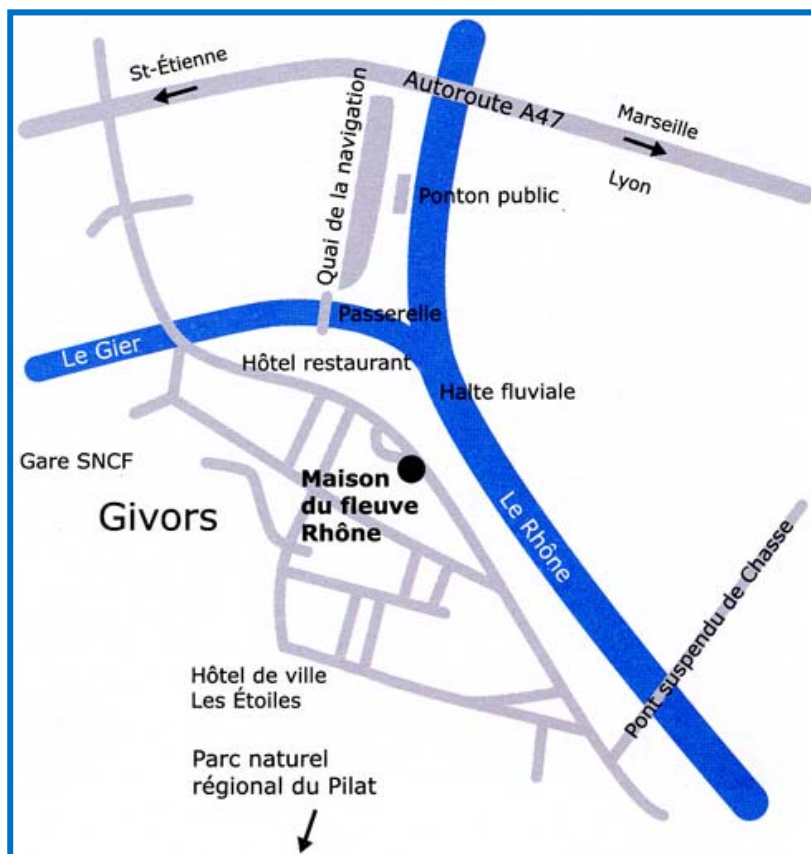 St-Étienne
Autoroute A47
Marseille
Lyon
Quai de la navigation
Ponton public
Passerelle
Le Gier
Hôtel restaurant
Halte fluviale
Gare SNCF
Givors
Maison
du fleuve
Rhône
Le Rhône
Pont suspendu de Chasse
Hôtel de ville
Les Étoiles
Parc naturel
régional du Pilat